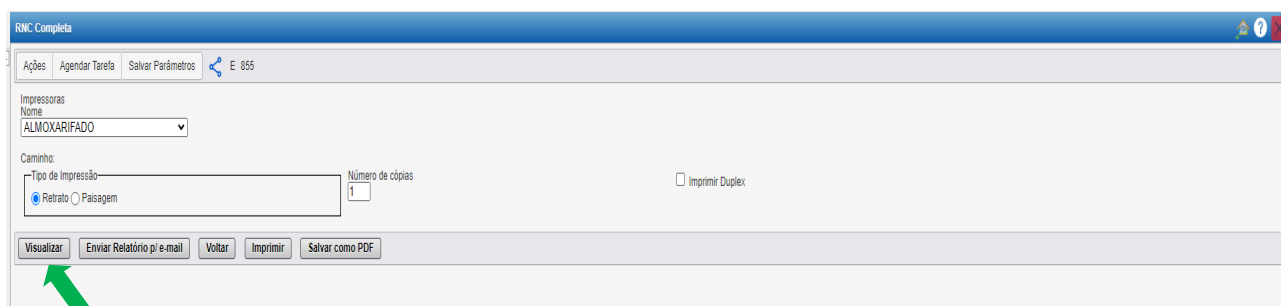 RNC Completa
Ações Agendar Tarefa Salvar Parâmetros E 855
Impressoras
Nome
ALMOXARIFADO
Caminho:
Tipo de Impressão Número de cópias
Retrato Paisagem 1 Imprimir Duplex
Visualizar Enviar Relatório p/ e-mail Voltar Imprimir Salvar como PDF